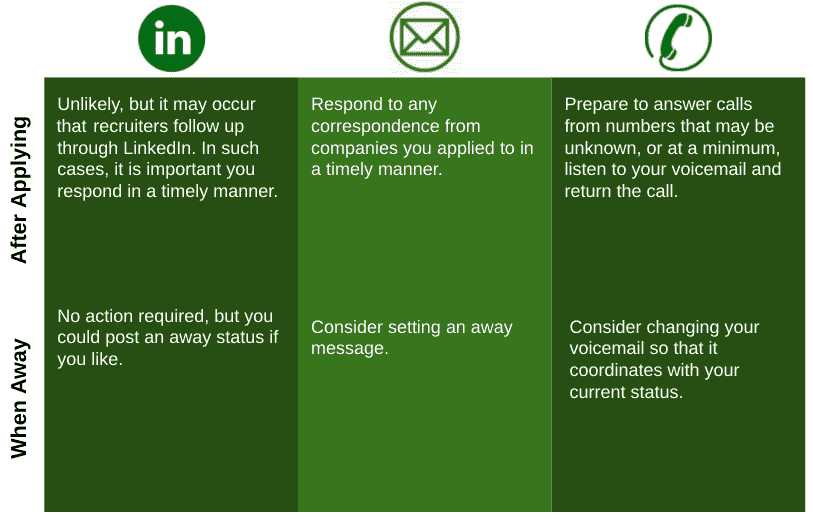 in
After Applying
Unlikely, but it may occur
that recruiters follow up
through LinkedIn. In such
cases, it is important you
respond in a timely manner.
Respond to any
correspondence from
companies you applied to in
a timely manner.
Prepare to answer calls
from numbers that may be
unknown, or at a minimum,
listen to your voicemail and
return the call.
When Away
No action required, but you
could post an away status if
you like.
Consider setting an away
message.
Consider changing your
voicemail so that it
coordinates with your
current status.